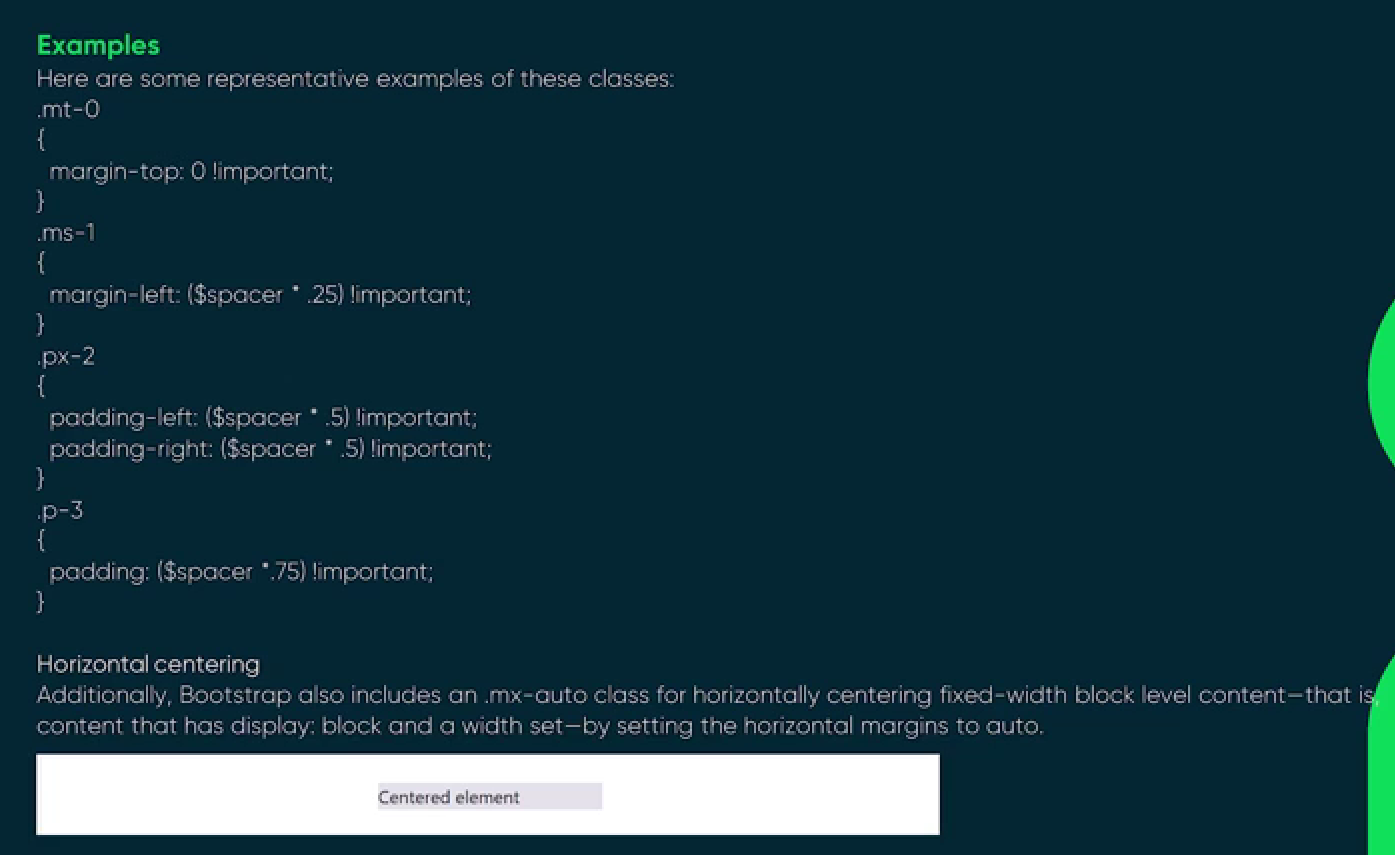 Examples
Here are some representative examples of these classes:
.mt-0
{
margin-top: 0 !important;
}
.ms-1
{
margin-left: ($spacer * .25) !important;
}
.px-2
{
padding-left: ($spacer * .5) !important;
padding-right: ($spacer * .5) !important;
}
.p-3
{
padding: ($spacer *.75) !important;
}
Horizontal centering
Additionally, Bootstrap also includes an .mx-auto class for horizontally centering fixed-width block level content—that is,
content that has display: block and a width set—by setting the horizontal margins to auto.
Centered element